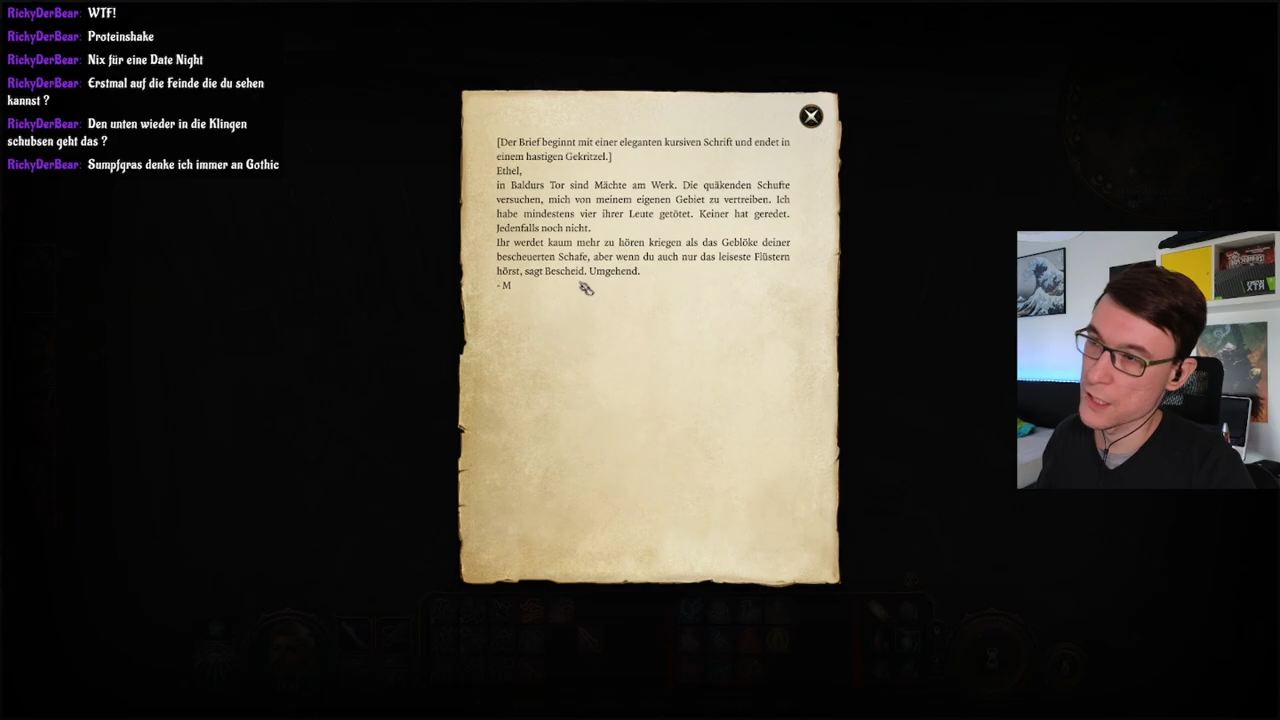 RickyDerBear: WTF!
RickyDerBear: Proteinshake
RickyDerBear: Nix für eine Date Night
RickyDerBear: Erstmal auf die Feinde die du sehen
kannst ?
RickyDerBear: Den unten wieder in die Klingen
schubsen geht das ?
RickyDerBear: Sumpfgras denke ich immer an Gothic
[Der Brief beginnt mit einer eleganten kursiven Schrift und endet in
einem hastigen Gekritzel.]
Ethel,
in Baldurs Tor sind Mächte am Werk. Die quäkenden Schufte
versuchen, mich von meinem eigenen Gebiet zu vertreiben. Ich
habe mindestens vier ihrer Leute getötet. Keiner hat geredet.
Jedenfalls noch nicht.
Ihr werdet kaum mehr zu hören kriegen als das Geblöke deiner
bescheuerten Schafe, aber wenn du auch nur das leiseste Flüstern
hörst, sagt Bescheid. Umgehend.
- M